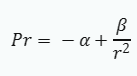 Pr = −α + β/r²